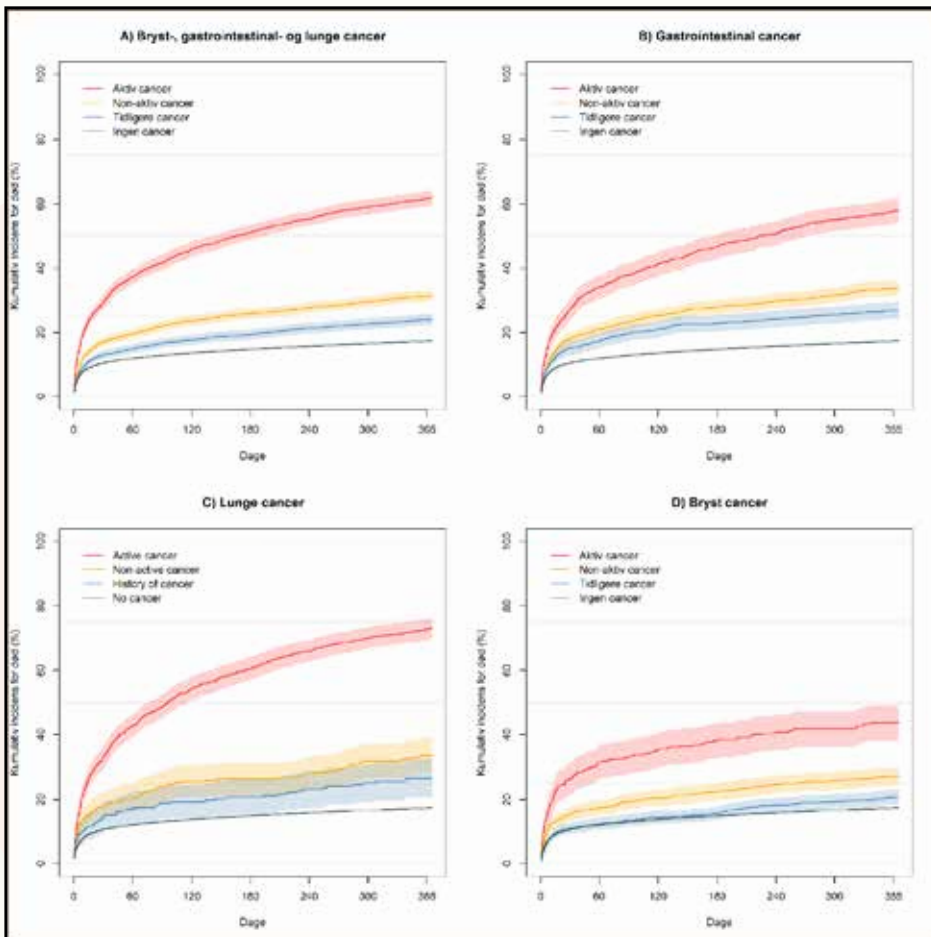 A) Bryst-, gastrointestinal- og lunge cancer
Kumulativ incidens for død (%)
100
80
60
40
20
0
Aktiv cancer
Non-aktiv cancer
Tidligere cancer
Ingen cancer
0 60 120 180 240 300 365
Dage
B) Gastrointestinal cancer
Kumulativ incidens for død (%)
100
80
60
40
20
0
Aktiv cancer
Non-aktiv cancer
Tidligere cancer
Ingen cancer
0 60 120 180 240 300 365
Dage
C) Lunge cancer
Kumulativ incidens for død (%)
100
80
60
40
20
0
Active cancer
Non-active cancer
History of cancer
No cancer
0 60 120 180 240 300 365
Dage
D) Bryst cancer
Kumulativ incidens for død (%)
100
80
60
40
20
0
Aktiv cancer
Non-aktiv cancer
Tidligere cancer
Ingen cancer
0 60 120 180 240 300 365
Dage